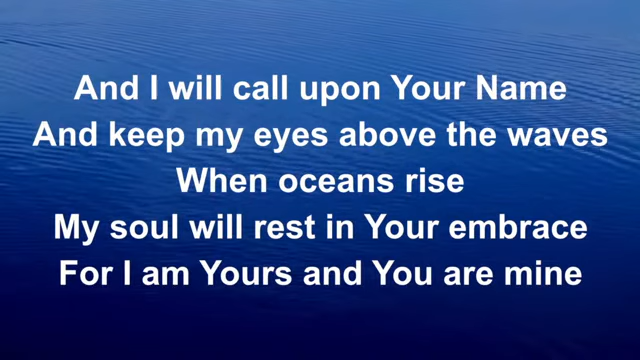 And I will call upon Your Name
And keep my eyes above the waves
When oceans rise
My soul will rest in Your embrace
For I am Yours and You are mine